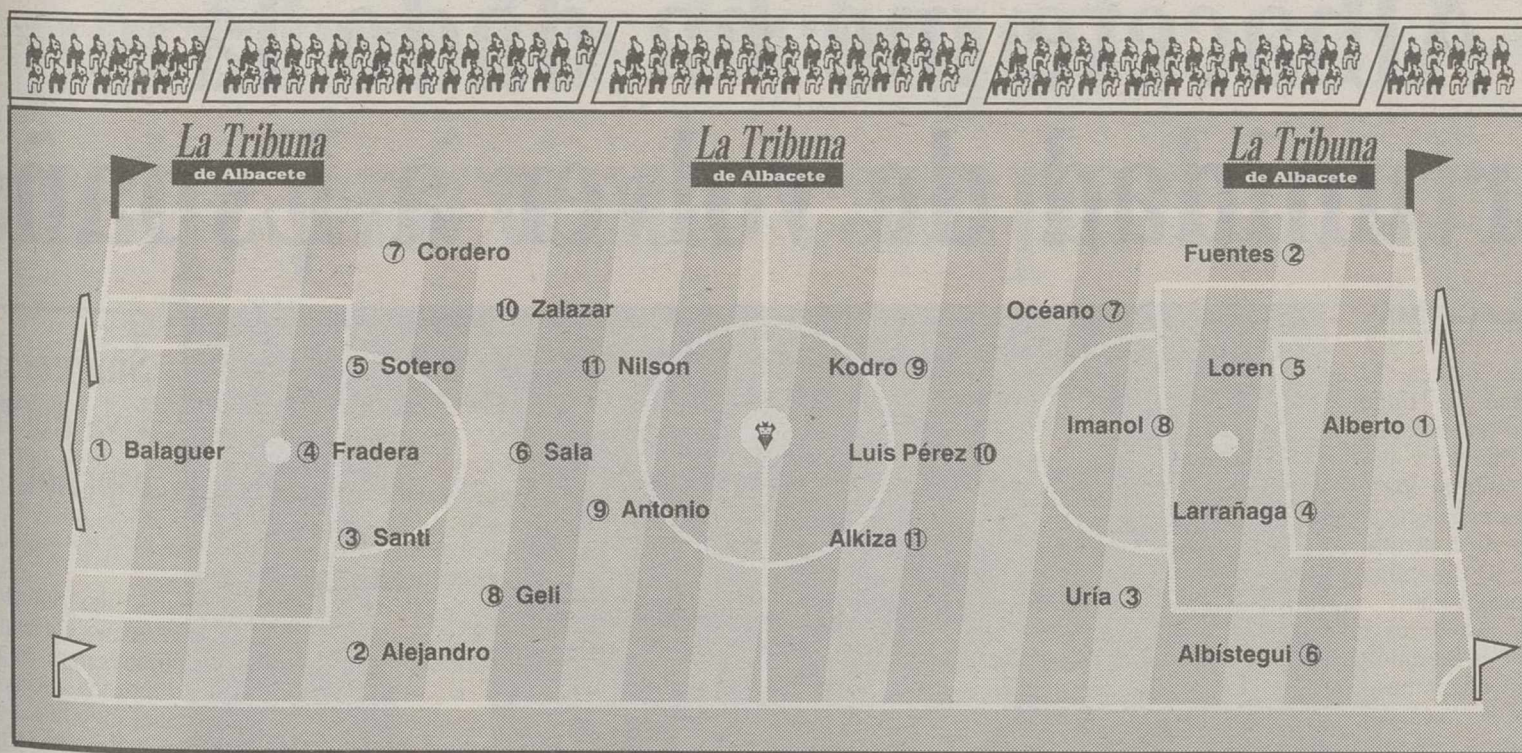 La Tribuna
de Albacete
La Tribuna
de Albacete
La Tribuna
de Albacete
7 Cordero
Fuentes 2
10 Zalazar
Océano 7
5 Sotero
11 Nilson
Kodro 9
Loren 5
Imanol 8
Alberto 1
1 Balaguer
4 Fradera
6 Sala
Luis Pérez 10
9 Antonio
Larrañaga 4
3 Santi
Alkiza 11
8 Geli
Uría 3
2 Alejandro
Albístegui 6